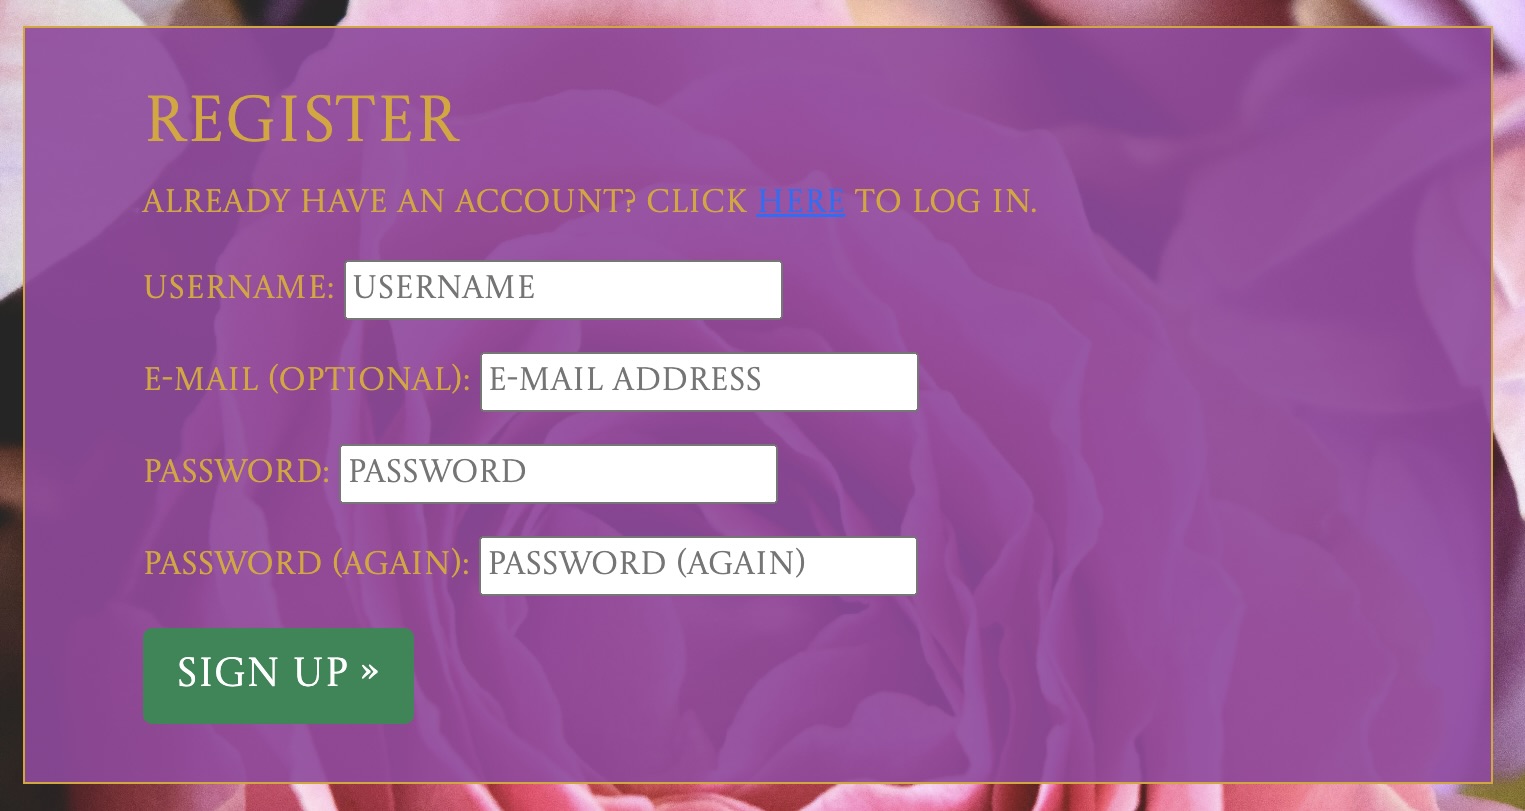 REGISTER
ALREADY HAVE AN ACCOUNT? CLICK HERE TO LOG IN.
USERNAME: USERNAME
E-MAIL (OPTIONAL): E-MAIL ADDRESS
PASSWORD: PASSWORD
PASSWORD (AGAIN): PASSWORD (AGAIN)
SIGN UP »